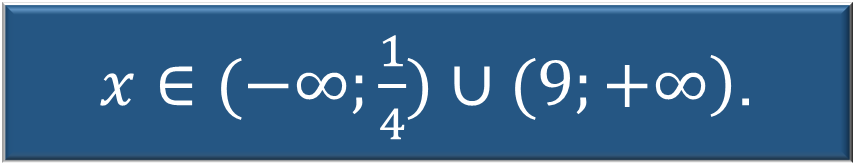 x ∈ (−∞; 1/4) ∪ (9; +∞).